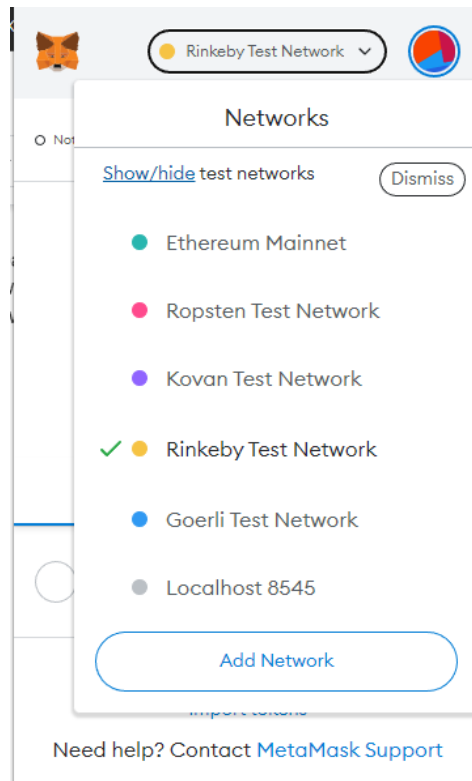 Rinkeby Test Network
Networks
Not
Show/hide test networks
Dismiss
Ethereum Mainnet
Ropsten Test Network
Kovan Test Network
Rinkeby Test Network
Goerli Test Network
Localhost 8545
Add Network
Import tokens
Need help? Contact MetaMask Support